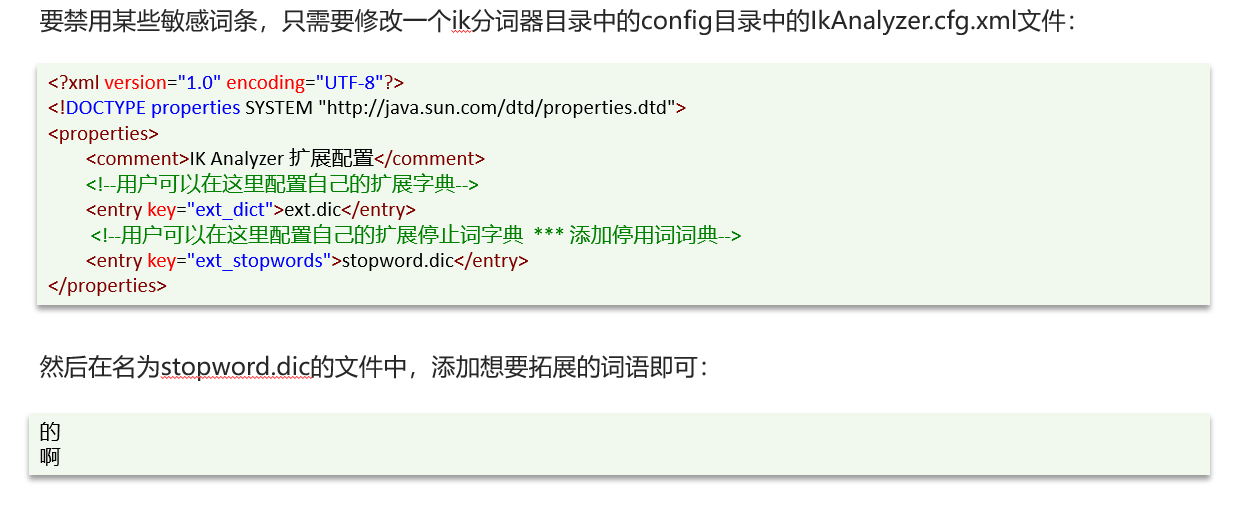 要禁用某些敏感词条，只需要修改一个ik分词器目录中的config目录中的IkAnalyzer.cfg.xml文件：
<?xml version="1.0" encoding="UTF-8"?>
<!DOCTYPE properties SYSTEM "http://java.sun.com/dtd/properties.dtd">
<properties>
<comment>IK Analyzer 扩展配置</comment>
<!--用户可以在这里配置自己的扩展字典-->
<entry key="ext_dict">ext.dic</entry>
<!--用户可以在这里配置自己的扩展停止词字典 *** 添加停用词词典-->
<entry key="ext_stopwords">stopword.dic</entry>
</properties>
然后在名为stopword.dic的文件中，添加想要拓展的词语即可：
的
啊